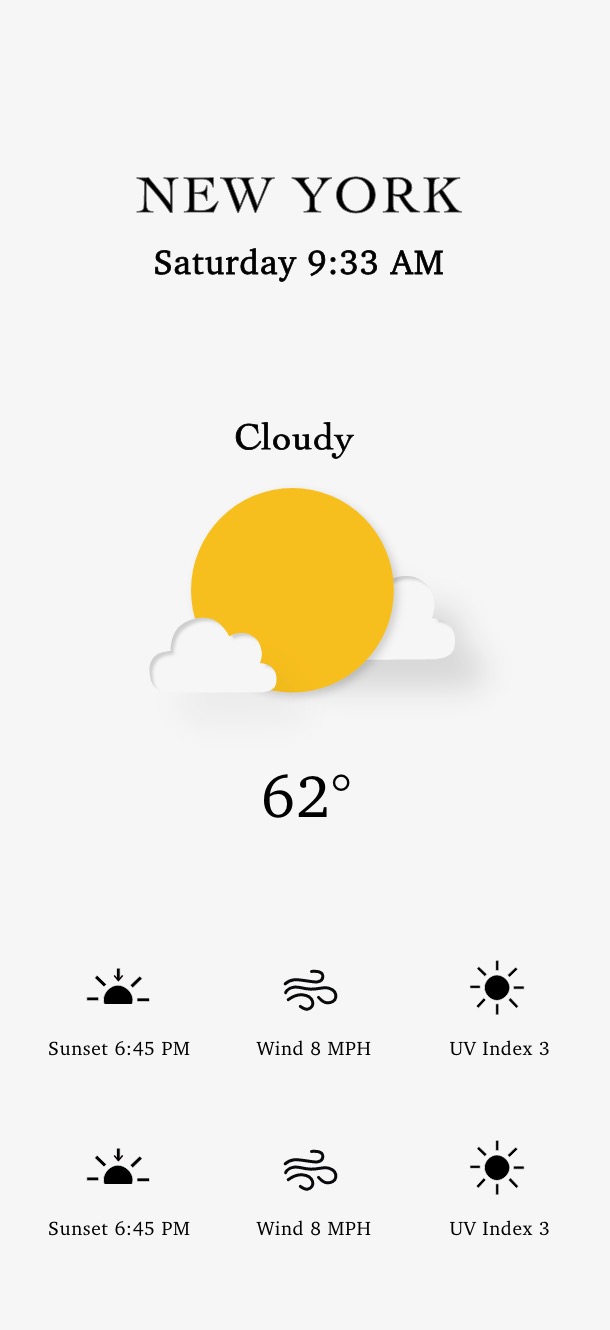 NEW YORK
Saturday 9:33 AM
Cloudy
62°
Sunset 6:45 PM Wind 8 MPH UV Index 3
Sunset 6:45 PM Wind 8 MPH UV Index 3